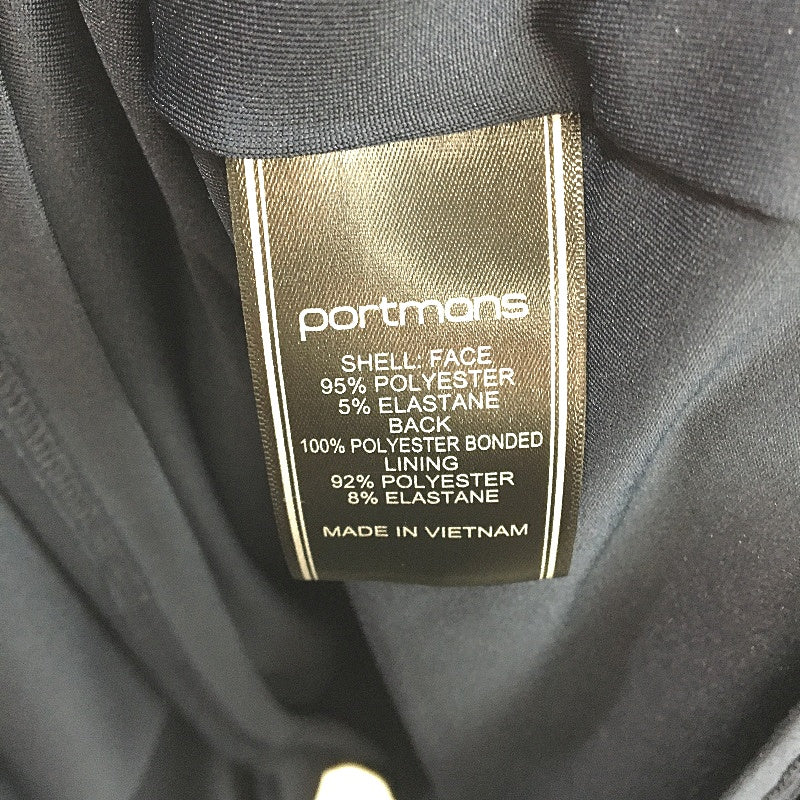 portmans
SHELL: FACE
95% POLYESTER
5% ELASTANE
BACK
100% POLYESTER BONDED
LINING
92% POLYESTER
8% ELASTANE
MADE IN VIETNAM